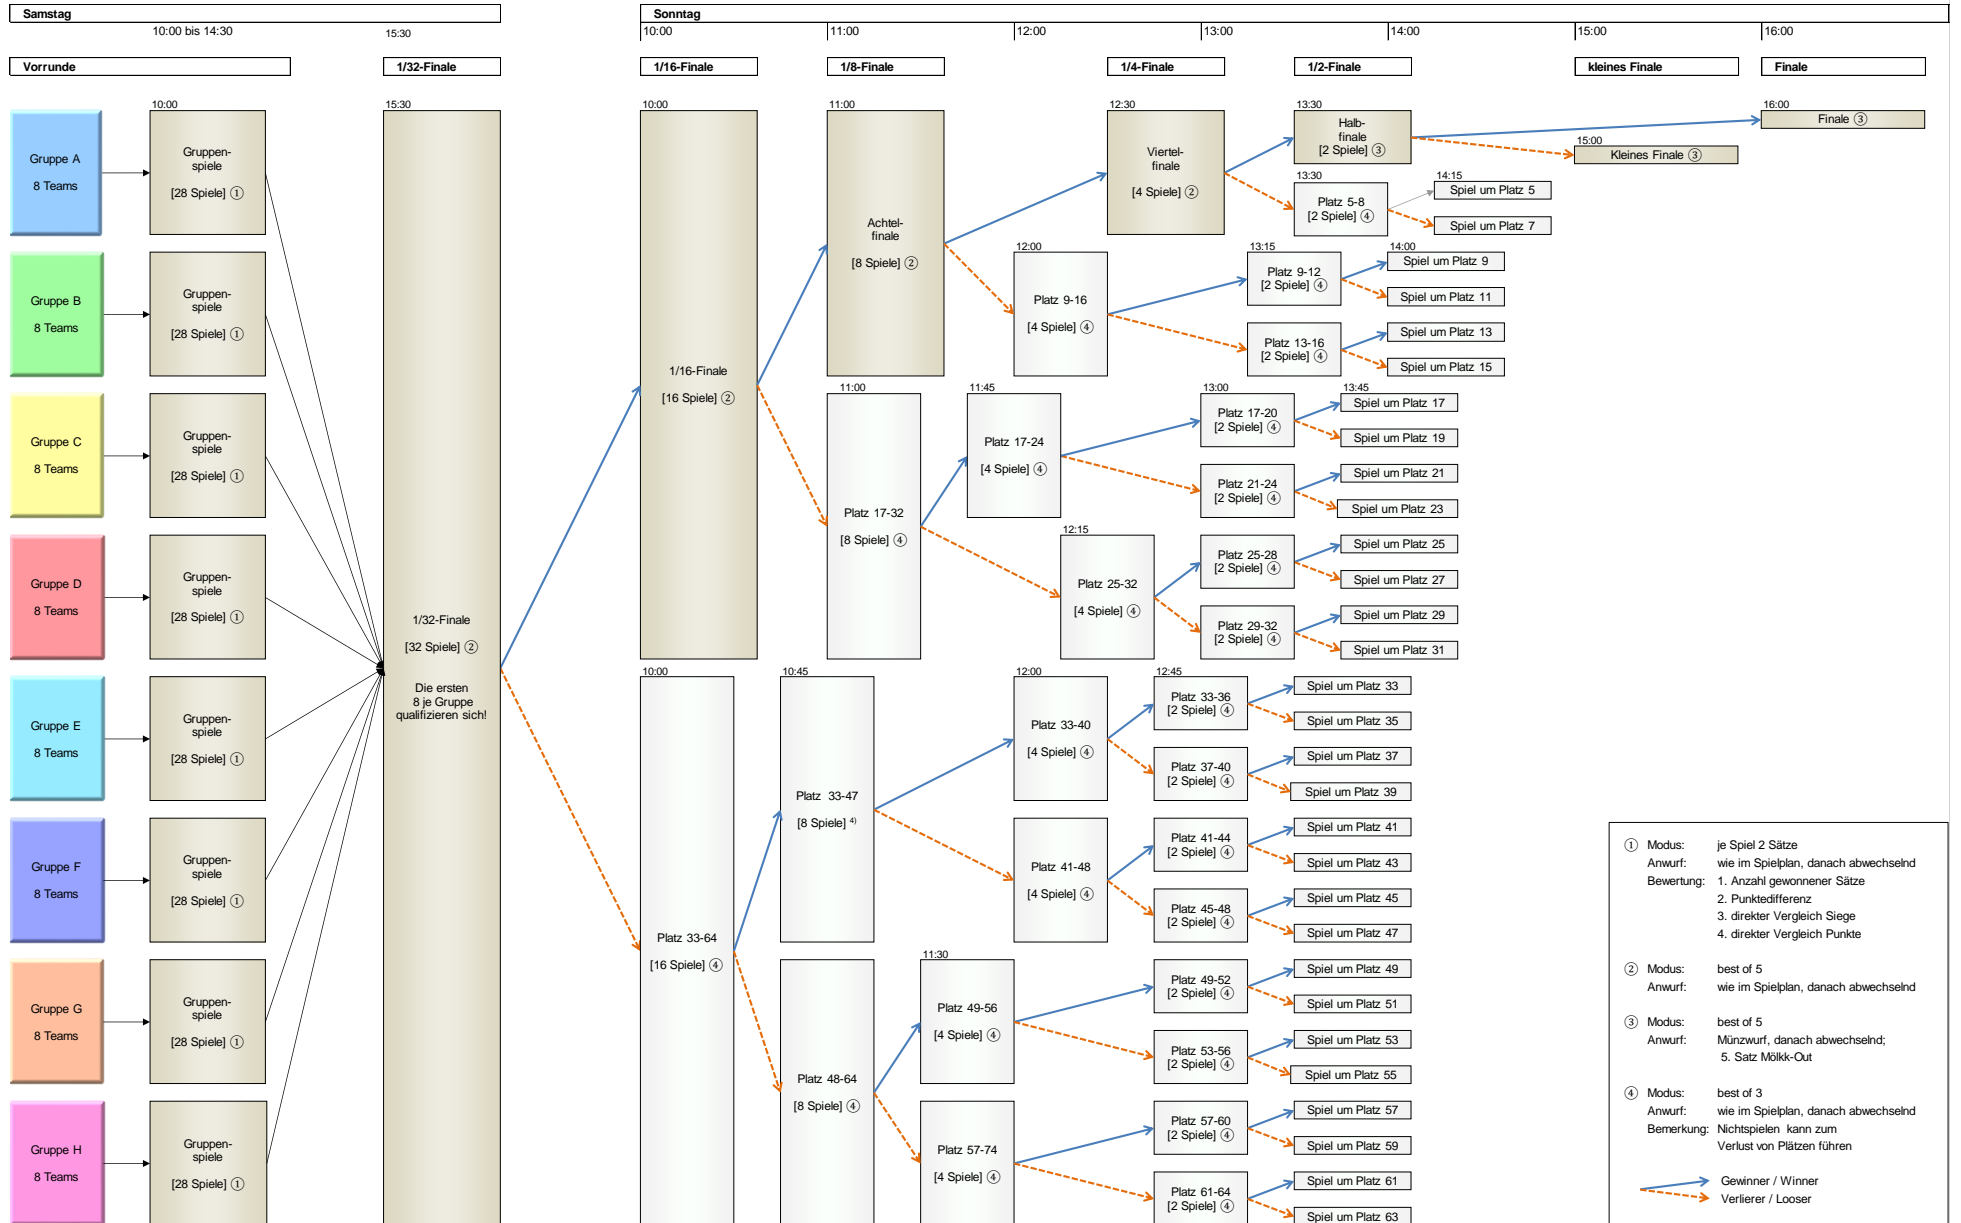 Samstag
Sonntag
10:00 bis 14:30
15:30
10:00
11:00
12:00
13:00
14:00
15:00
16:00
Vorrunde
1/32-Finale
1/16-Finale
1/8-Finale
1/4-Finale
1/2-Finale
kleines Finale
Finale
Gruppe A
8 Teams
Gruppe B
8 Teams
Gruppe C
8 Teams
Gruppe D
8 Teams
Gruppe E
8 Teams
Gruppe F
8 Teams
Gruppe G
8 Teams
Gruppe H
8 Teams
10:00
Gruppen-
spiele
[28 Spiele] ①
Gruppen-
spiele
[28 Spiele] ①
Gruppen-
spiele
[28 Spiele] ①
Gruppen-
spiele
[28 Spiele] ①
Gruppen-
spiele
[28 Spiele] ①
Gruppen-
spiele
[28 Spiele] ①
Gruppen-
spiele
[28 Spiele] ①
Gruppen-
spiele
[28 Spiele] ①
15:30
1/32-Finale
[32 Spiele] ②
Die ersten
8 je Gruppe
qualifizieren sich!
10:00
1/16-Finale
[16 Spiele] ②
10:00
Platz 33-64
[16 Spiele] ④
11:00
Achtel-
finale
[8 Spiele] ②
11:00
Platz 17-32
[8 Spiele] ④
10:45
Platz 33-47
[8 Spiele] 4)
Platz 48-64
[8 Spiele] ④
12:30
Viertel-
finale
[4 Spiele] ②
12:00
Platz 9-16
[4 Spiele] ④
11:45
Platz 17-24
[4 Spiele] ④
12:15
Platz 25-32
[4 Spiele] ④
12:00
Platz 33-40
[4 Spiele] ④
Platz 41-48
[4 Spiele] ④
11:30
Platz 49-56
[4 Spiele] ④
Platz 57-74
[4 Spiele] ④
13:30
Halb-
finale
[2 Spiele] ③
13:30
Platz 5-8
[2 Spiele] ④
13:15
Platz 9-12
[2 Spiele] ④
Platz 13-16
[2 Spiele] ④
13:00
Platz 17-20
[2 Spiele] ④
Platz 21-24
[2 Spiele] ④
Platz 25-28
[2 Spiele] ④
Platz 29-32
[2 Spiele] ④
12:45
Platz 33-36
[2 Spiele] ④
Platz 37-40
[2 Spiele] ④
Platz 41-44
[2 Spiele] ④
Platz 45-48
[2 Spiele] ④
Platz 49-52
[2 Spiele] ④
Platz 53-56
[2 Spiele] ④
Platz 57-60
[2 Spiele] ④
Platz 61-64
[2 Spiele] ④
16:00
Finale ③
15:00
Kleines Finale ③
14:15
Spiel um Platz 5
Spiel um Platz 7
14:00
Spiel um Platz 9
Spiel um Platz 11
Spiel um Platz 13
Spiel um Platz 15
13:45
Spiel um Platz 17
Spiel um Platz 19
Spiel um Platz 21
Spiel um Platz 23
Spiel um Platz 25
Spiel um Platz 27
Spiel um Platz 29
Spiel um Platz 31
Spiel um Platz 33
Spiel um Platz 35
Spiel um Platz 37
Spiel um Platz 39
Spiel um Platz 41
Spiel um Platz 43
Spiel um Platz 45
Spiel um Platz 47
Spiel um Platz 49
Spiel um Platz 51
Spiel um Platz 53
Spiel um Platz 55
Spiel um Platz 57
Spiel um Platz 59
Spiel um Platz 61
Spiel um Platz 63
① Modus: je Spiel 2 Sätze
Anwurf: wie im Spielplan, danach abwechselnd
Bewertung: 1. Anzahl gewonnener Sätze
2. Punktedifferenz
3. direkter Vergleich Siege
4. direkter Vergleich Punkte
② Modus: best of 5
Anwurf: wie im Spielplan, danach abwechselnd
③ Modus: best of 5
Anwurf: Münzwurf, danach abwechselnd;
5. Satz Mölkk-Out
④ Modus: best of 3
Anwurf: wie im Spielplan, danach abwechselnd
Bemerkung: Nichtspielen kann zum
Verlust von Plätzen führen
Gewinner / Winner
Verlierer / Looser